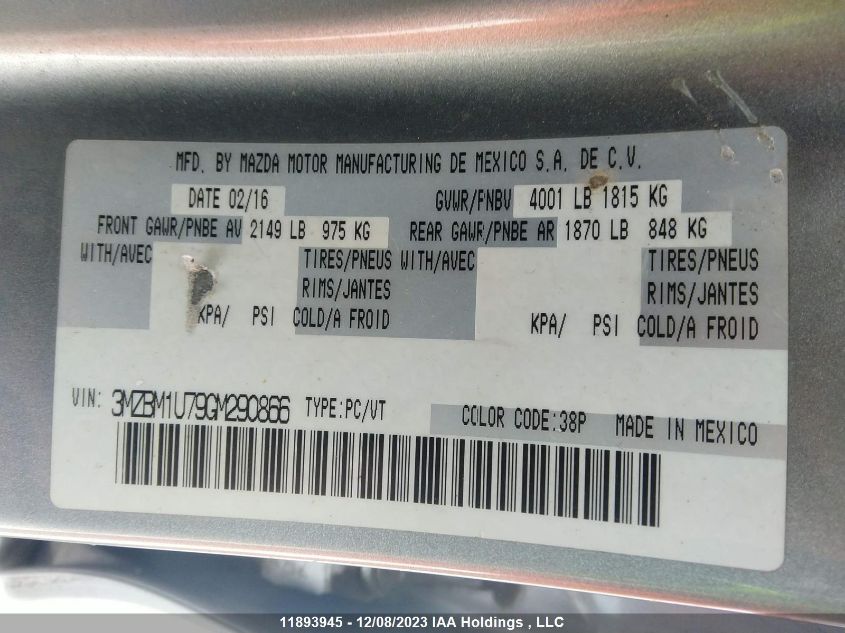 MFD. BY MAZDA MOTOR MANUFACTURING DE MEXICO S.A. DE C.V.
DATE 02/16 GVWR/PNBV 4001 LB 1815 KG
FRONT GAWR/PNBE AV 2149 LB 975 KG REAR GAWR/PNBE AR 1870 LB 848 KG
WITH/AVEC TIRES/PNEUS WITH/AVEC TIRES/PNEUS
RIMS/JANTES RIMS/JANTES
KPA/ PSI COLD/A FROID KPA/ PSI COLD/A FROID
VIN: 3MZBM1U79GM290866 TYPE:PC/VT COLOR CODE:38P MADE IN MEXICO
11893945 - 12/08/2023 IAA Holdings , LLC